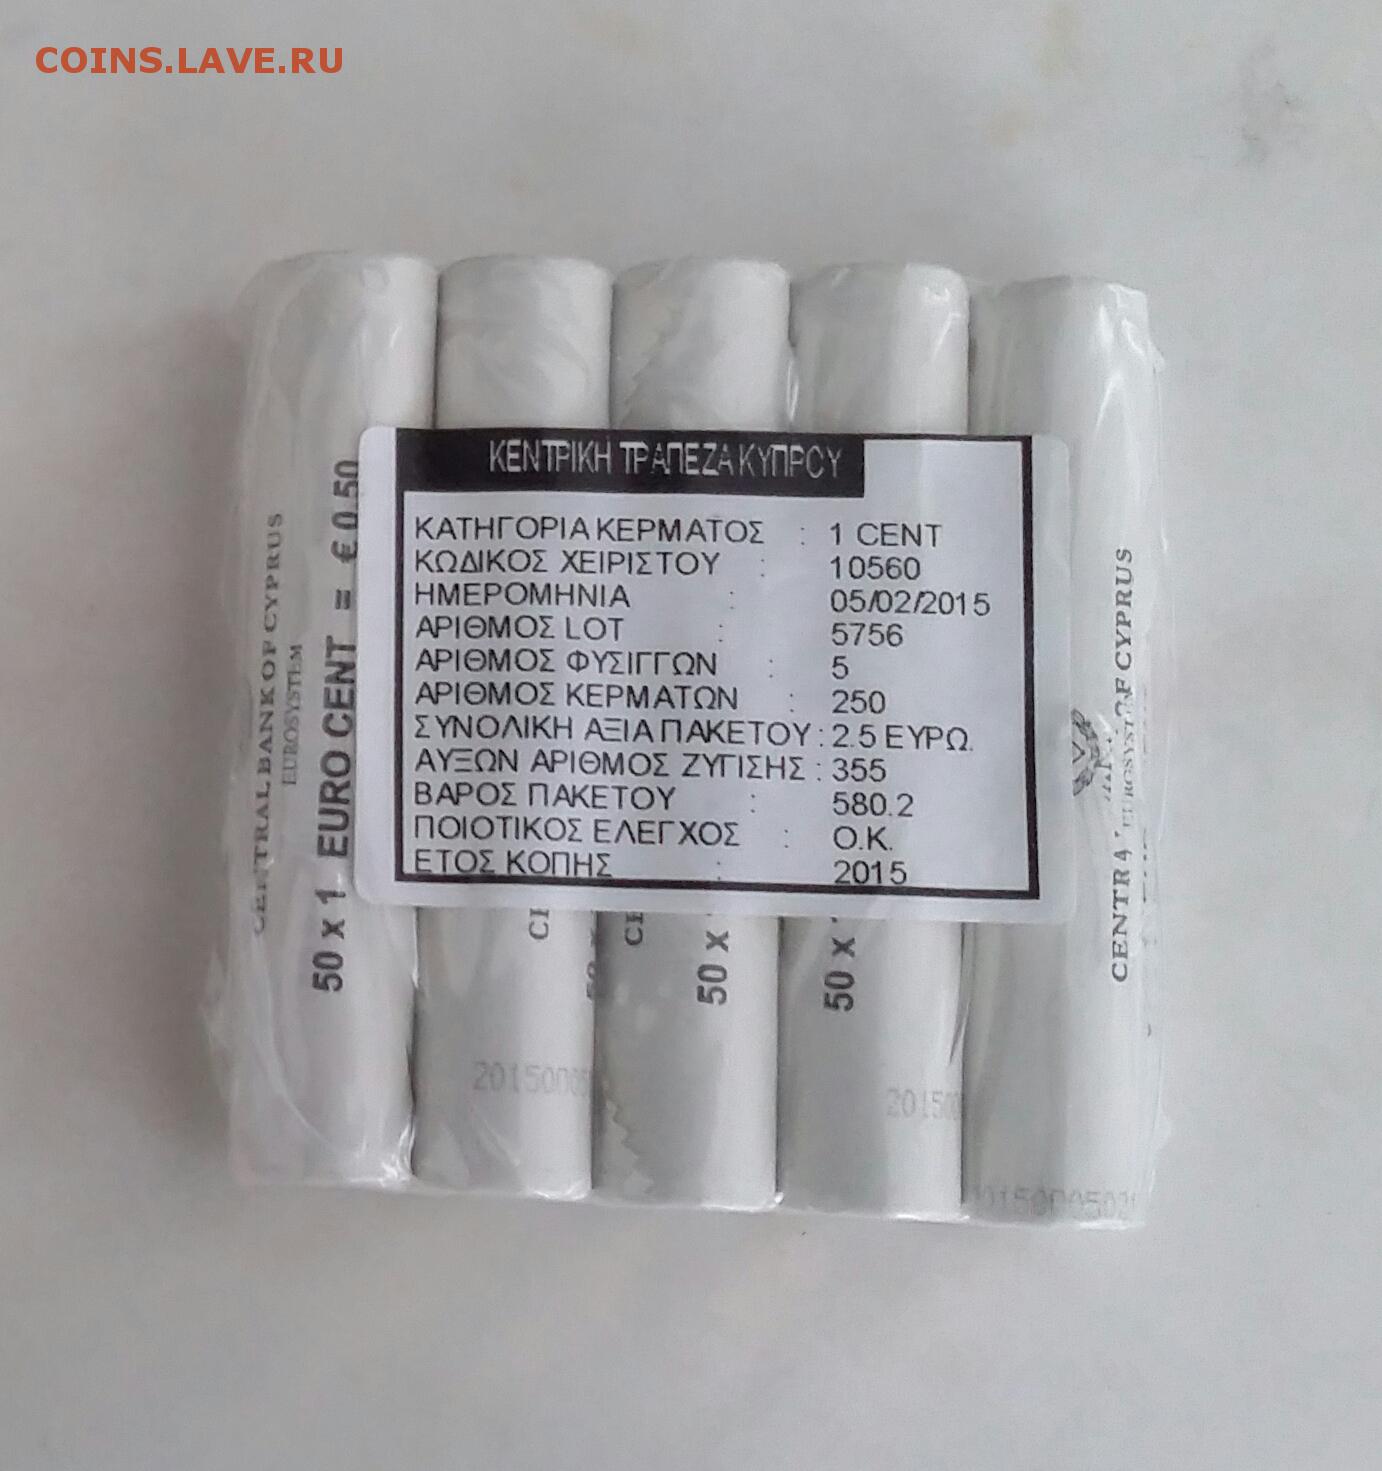 COINS.LAVE.RU
ΚΕΝΤΡΙΚΗ ΤΡΑΠΕΖΑ ΚΥΠΡΟΥ
ΚΑΤΗΓΟΡΙΑ ΚΕΡΜΑΤΟΣ : 1 CENT
ΚΩΔΙΚΟΣ ΧΕΙΡΙΣΤΟΥ : 10560
ΗΜΕΡΟΜΗΝΙΑ : 05/02/2015
ΑΡΙΘΜΟΣ LOT : 5756
ΑΡΙΘΜΟΣ ΦΥΣΙΓΓΩΝ : 5
ΑΡΙΘΜΟΣ ΚΕΡΜΑΤΩΝ : 250
ΣΥΝΟΛΙΚΗ ΑΞΙΑ ΠΑΚΕΤΟΥ : 2.5 ΕΥΡΩ.
ΑΥΞΩΝ ΑΡΙΘΜΟΣ ΖΥΓΙΣΗΣ : 355
ΒΑΡΟΣ ΠΑΚΕΤΟΥ : 580.2
ΠΟΙΟΤΙΚΟΣ ΕΛΕΓΧΟΣ : O.K.
ΕΤΟΣ ΚΟΠΗΣ : 2015
CENTRAL BANK OF CYPRUS
EUROSYSTEM
50 x 1 EURO CENT = € 0.50
50 x
50 x
OF CYPRUS
EUROSYSTEM